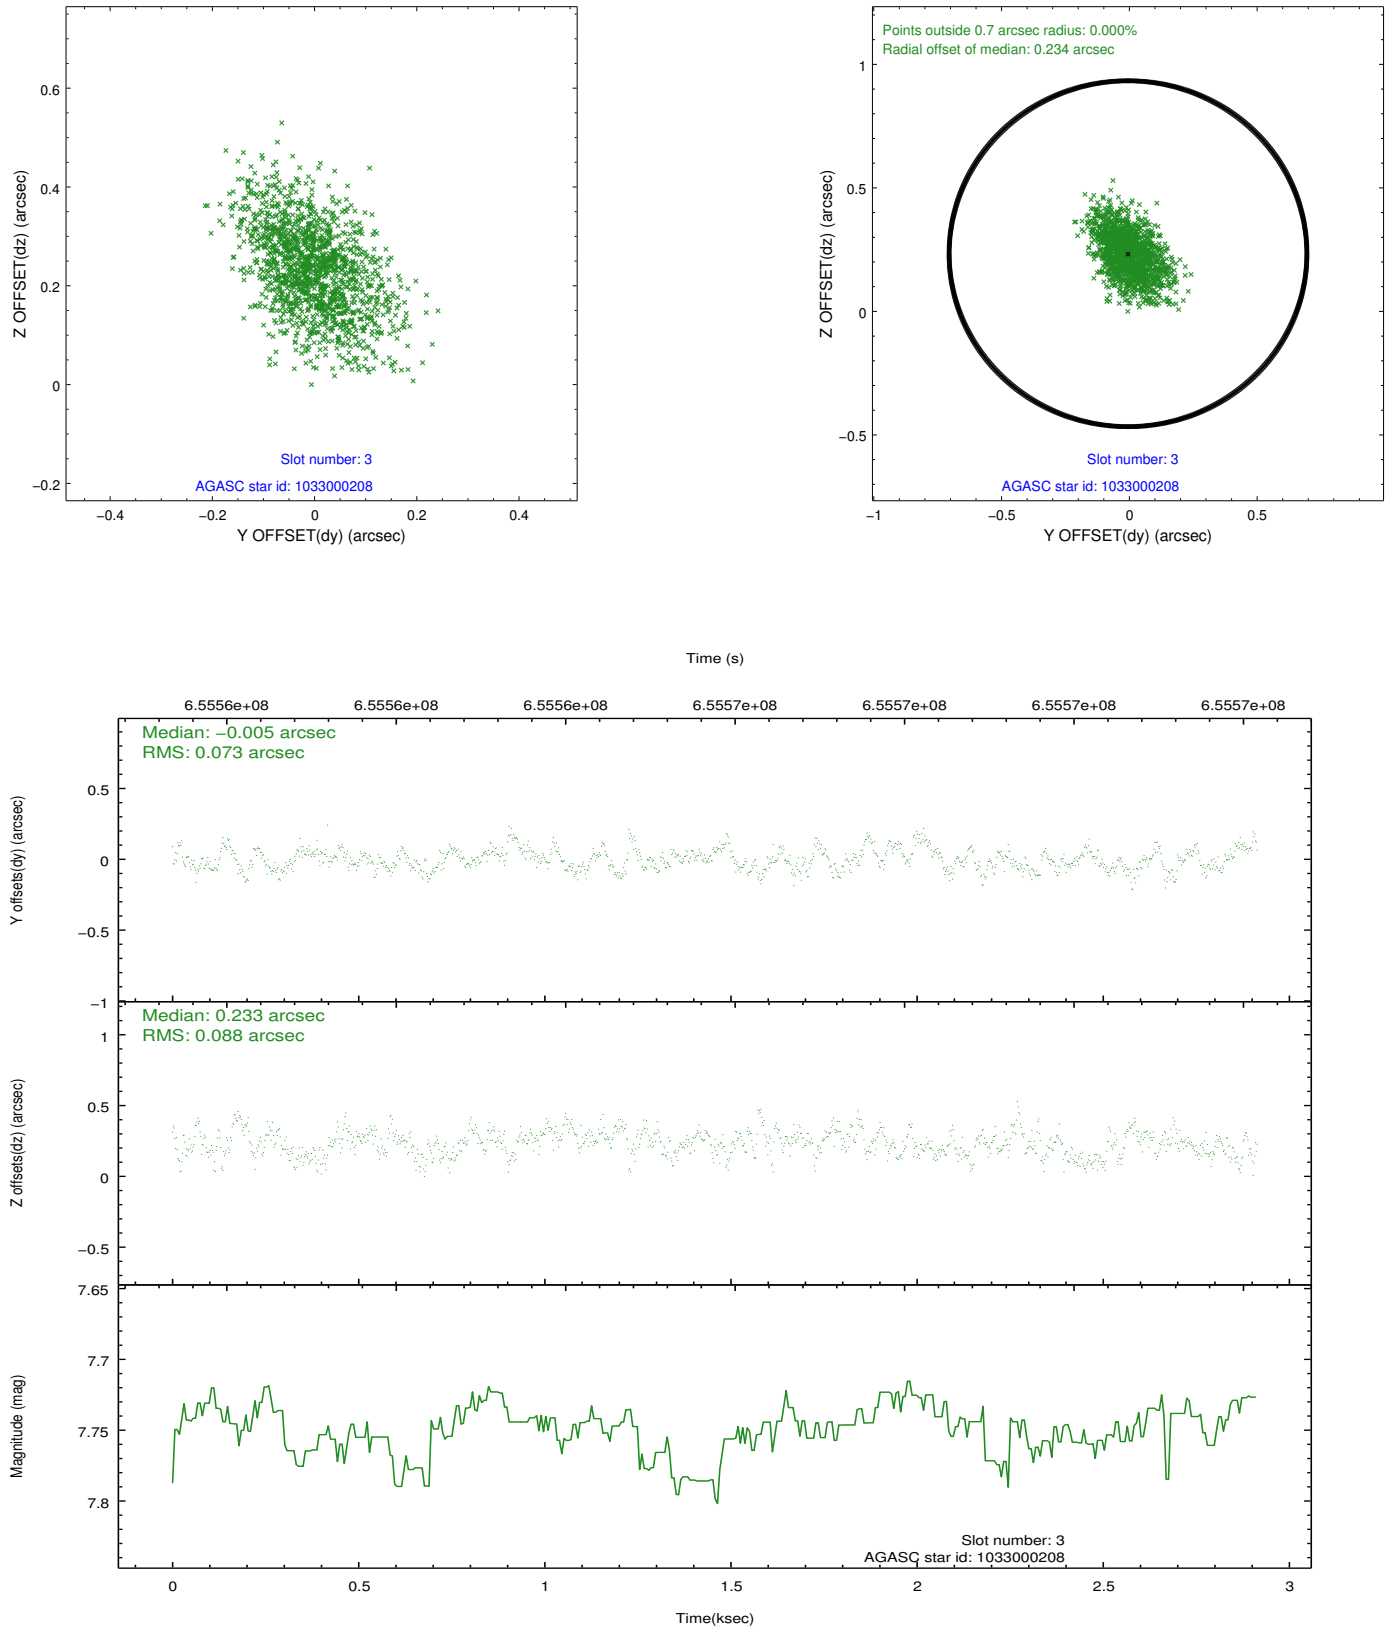 0.6
0.4
0.2
0
−0.2
−0.4
−0.2
0
0.2
0.4
Z OFFSET(dz) (arcsec)
Y OFFSET(dy) (arcsec)
Slot number: 3
AGASC star id: 1033000208
Points outside 0.7 arcsec radius: 0.000%
Radial offset of median: 0.234 arcsec
1
0.5
0
−0.5
−1
−0.5
0
0.5
Z OFFSET(dz) (arcsec)
Y OFFSET(dy) (arcsec)
Slot number: 3
AGASC star id: 1033000208
Time (s)
6.5556e+08 6.5556e+08 6.5556e+08 6.5557e+08 6.5557e+08 6.5557e+08 6.5557e+08
Median: −0.005 arcsec
RMS: 0.073 arcsec
0.5
0
−0.5
−1
Y offsets(dy) (arcsec)
Median: 0.233 arcsec
RMS: 0.088 arcsec
1
0.5
0
−0.5
Z offsets(dz) (arcsec)
7.65
7.7
7.75
7.8
Magnitude (mag)
Slot number: 3
AGASC star id: 1033000208
0 0.5 1 1.5 2 2.5 3
Time(ksec)